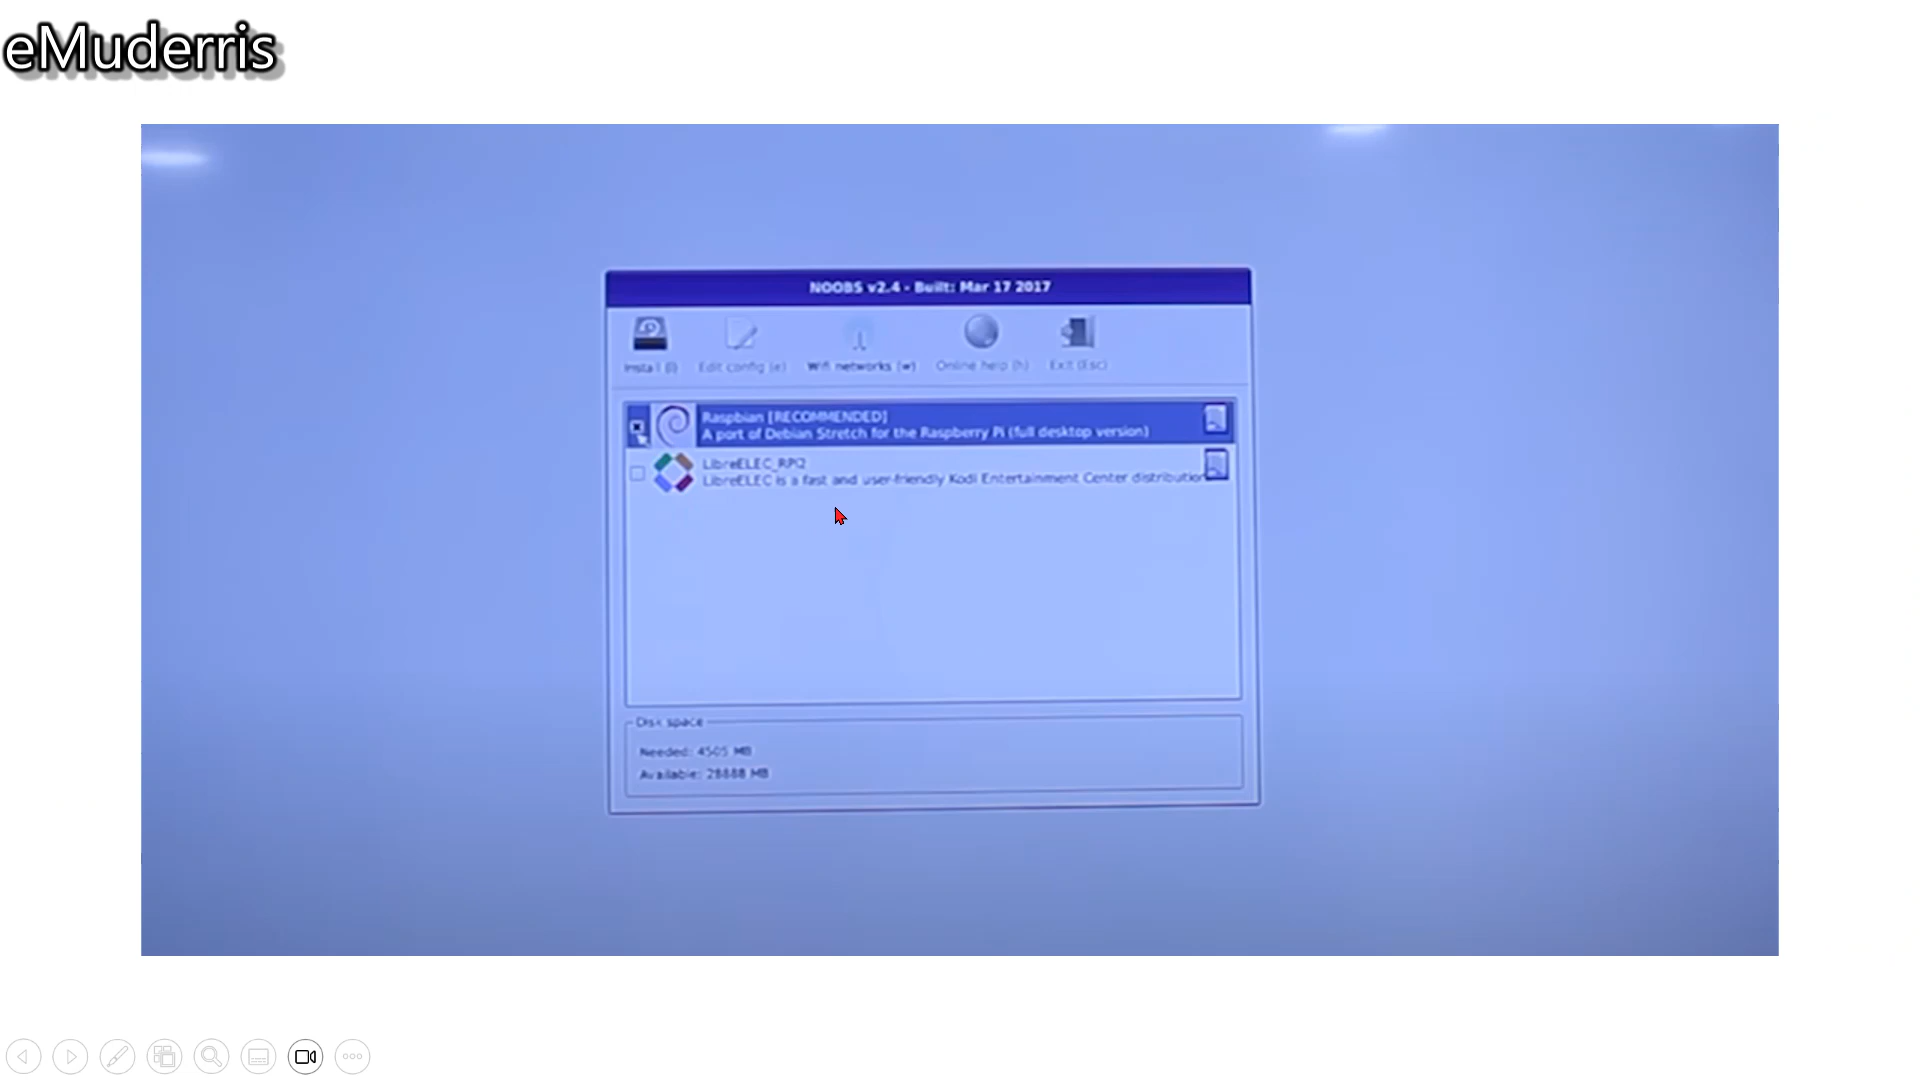 eMuderris
NOOBS v2.4 - Built: Mar 17 2017
Install (i) Edit config (e) Wifi networks (w) Online help (h) Exit (Esc)
Raspbian [RECOMMENDED]
A port of Debian Stretch for the Raspberry Pi (full desktop version)
LibreELEC_RPi2
LibreELEC is a fast and user-friendly Kodi Entertainment Center distribution
Disk space
Needed: 4505 MB
Available: 28888 MB